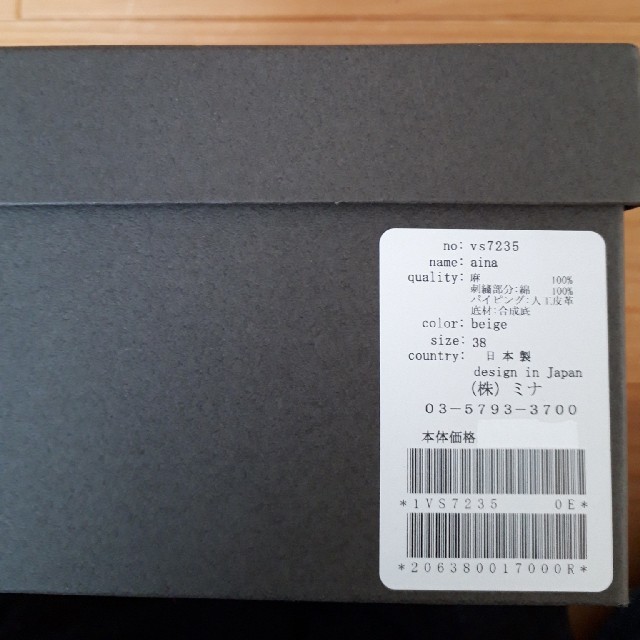 no: vs7235
name: aina
quality: 麻 100%
刺繍部分:綿 100%
パイピング:人工皮革
底材:合成底
color: beige
size: 38
country: 日本製
design in Japan
(株) ミナ
03-5793-3700
本体価格
*1VS7235 0E*
*206380017000R*